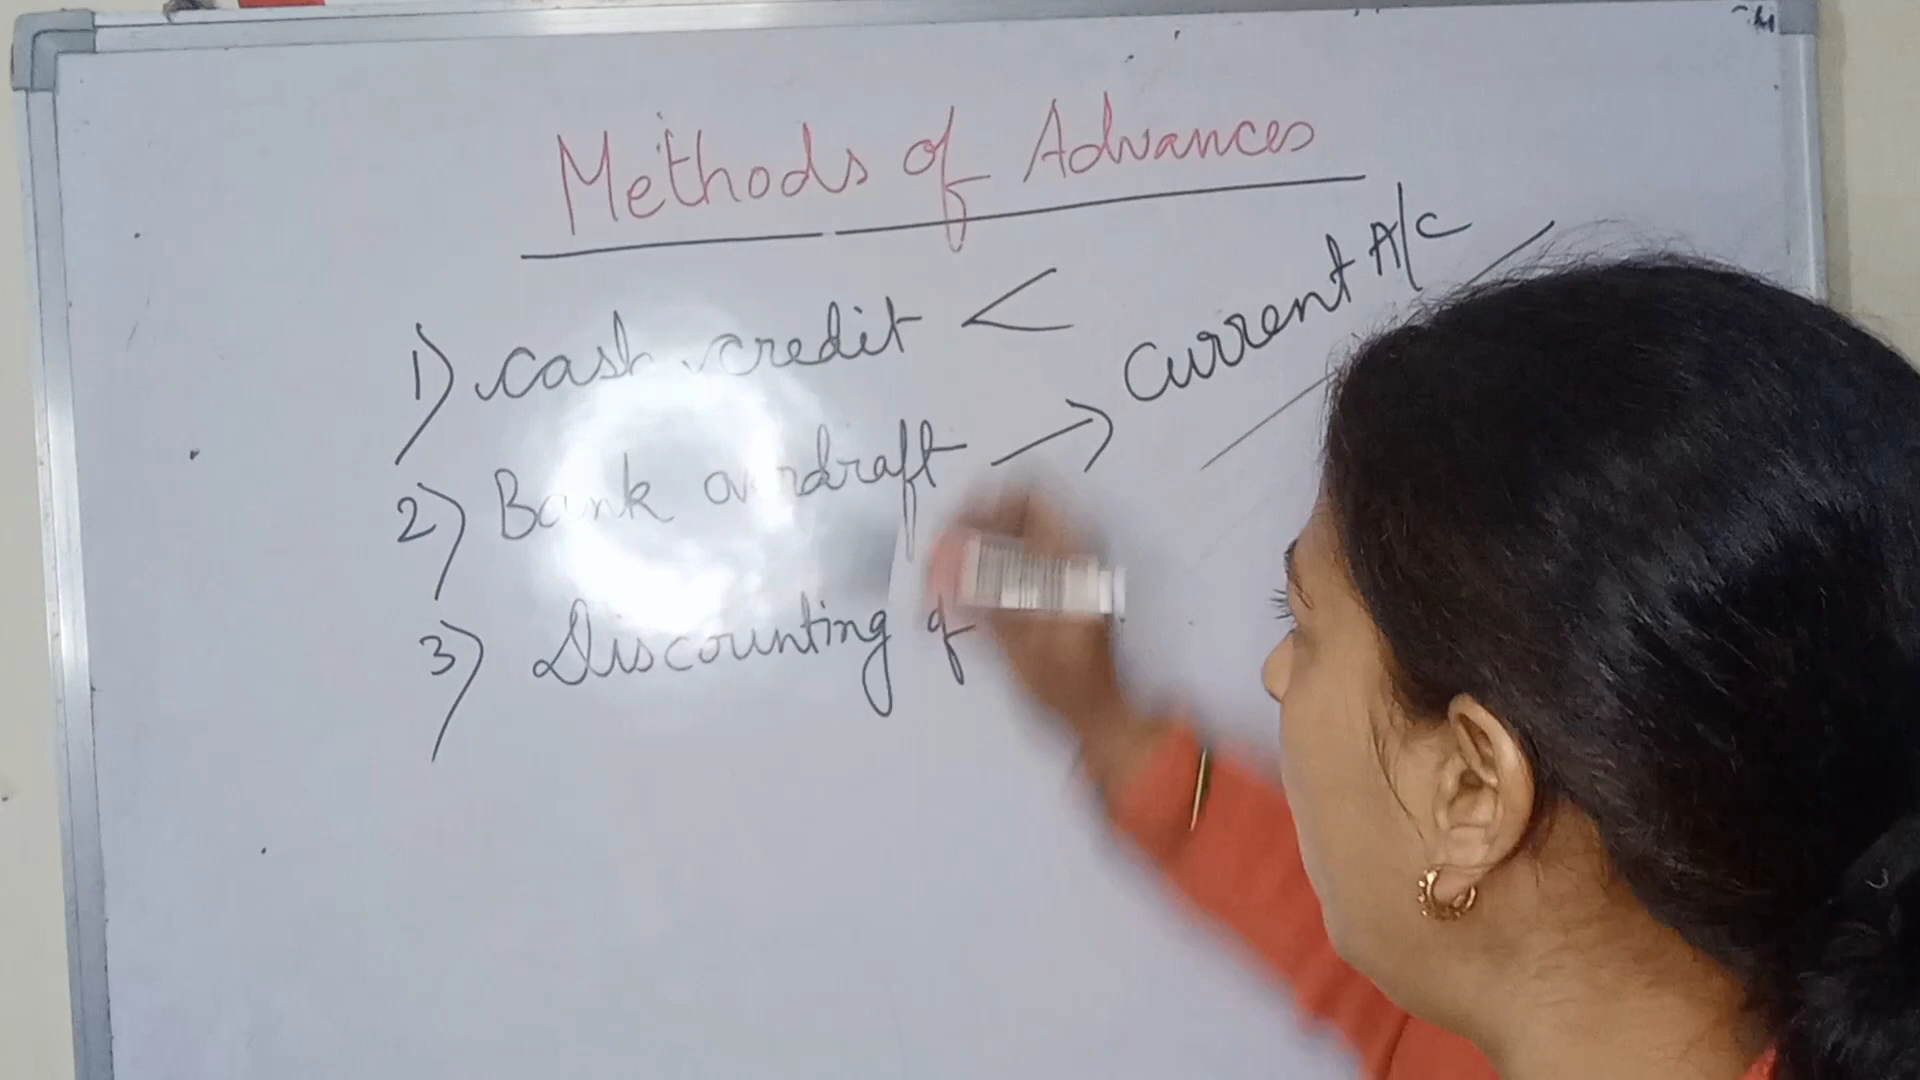 Methods of Advances
1) cash credit <
2) Bank overdraft → Current A/c
3) Discounting of